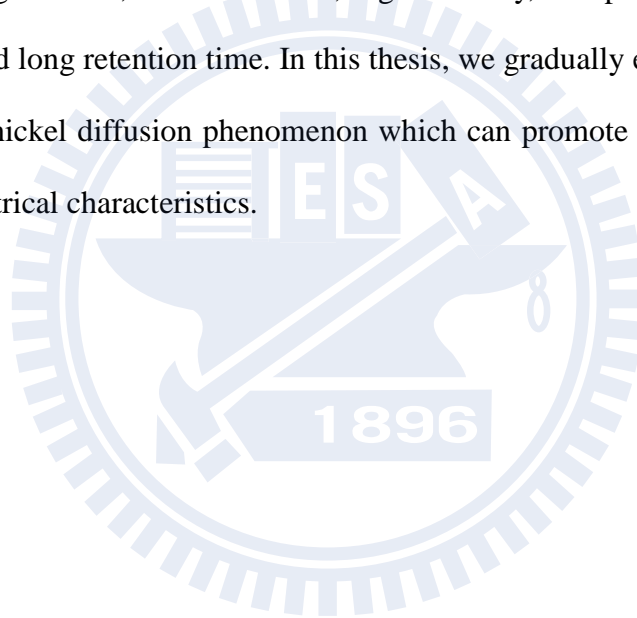 d long retention time. In this thesis, we gradually
nickel diffusion phenomenon which can promote
trical characteristics.
E S A
1896